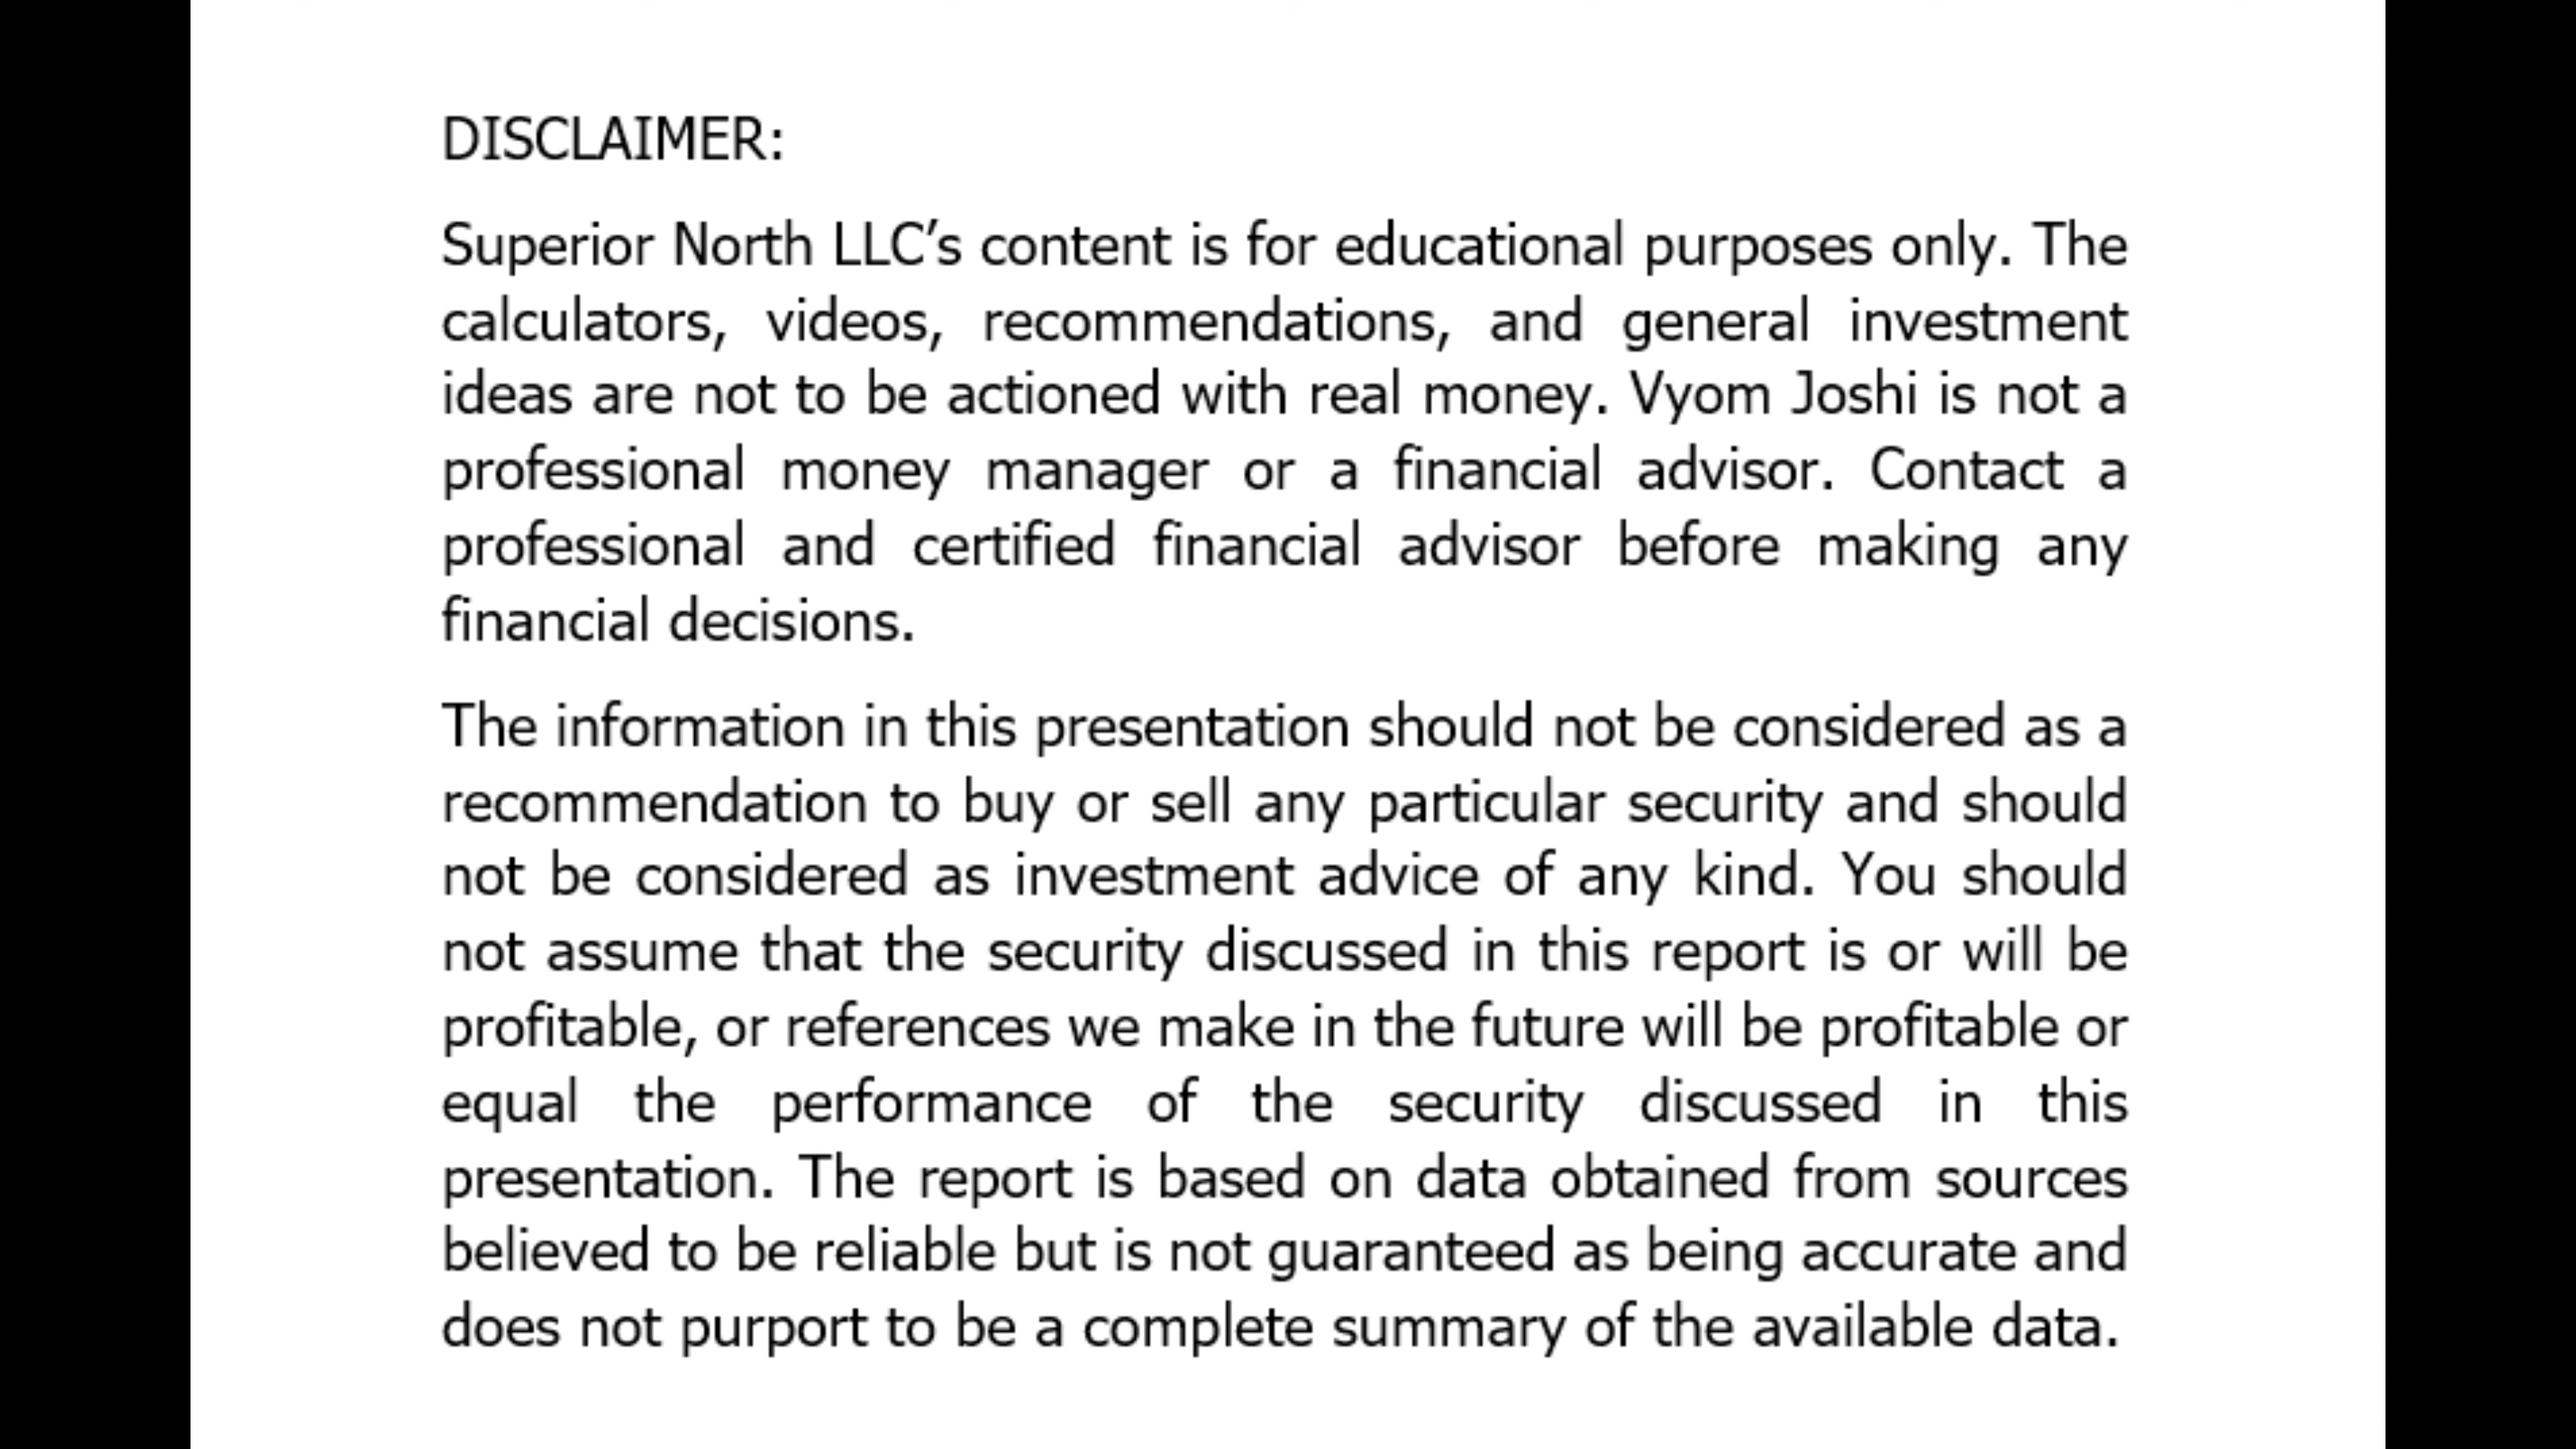 DISCLAIMER:
Superior North LLC’s content is for educational purposes only. The
calculators, videos, recommendations, and general investment
ideas are not to be actioned with real money. Vyom Joshi is not a
professional money manager or a financial advisor. Contact a
professional and certified financial advisor before making any
financial decisions.
The information in this presentation should not be considered as a
recommendation to buy or sell any particular security and should
not be considered as investment advice of any kind. You should
not assume that the security discussed in this report is or will be
profitable, or references we make in the future will be profitable or
equal the performance of the security discussed in this
presentation. The report is based on data obtained from sources
believed to be reliable but is not guaranteed as being accurate and
does not purport to be a complete summary of the available data.